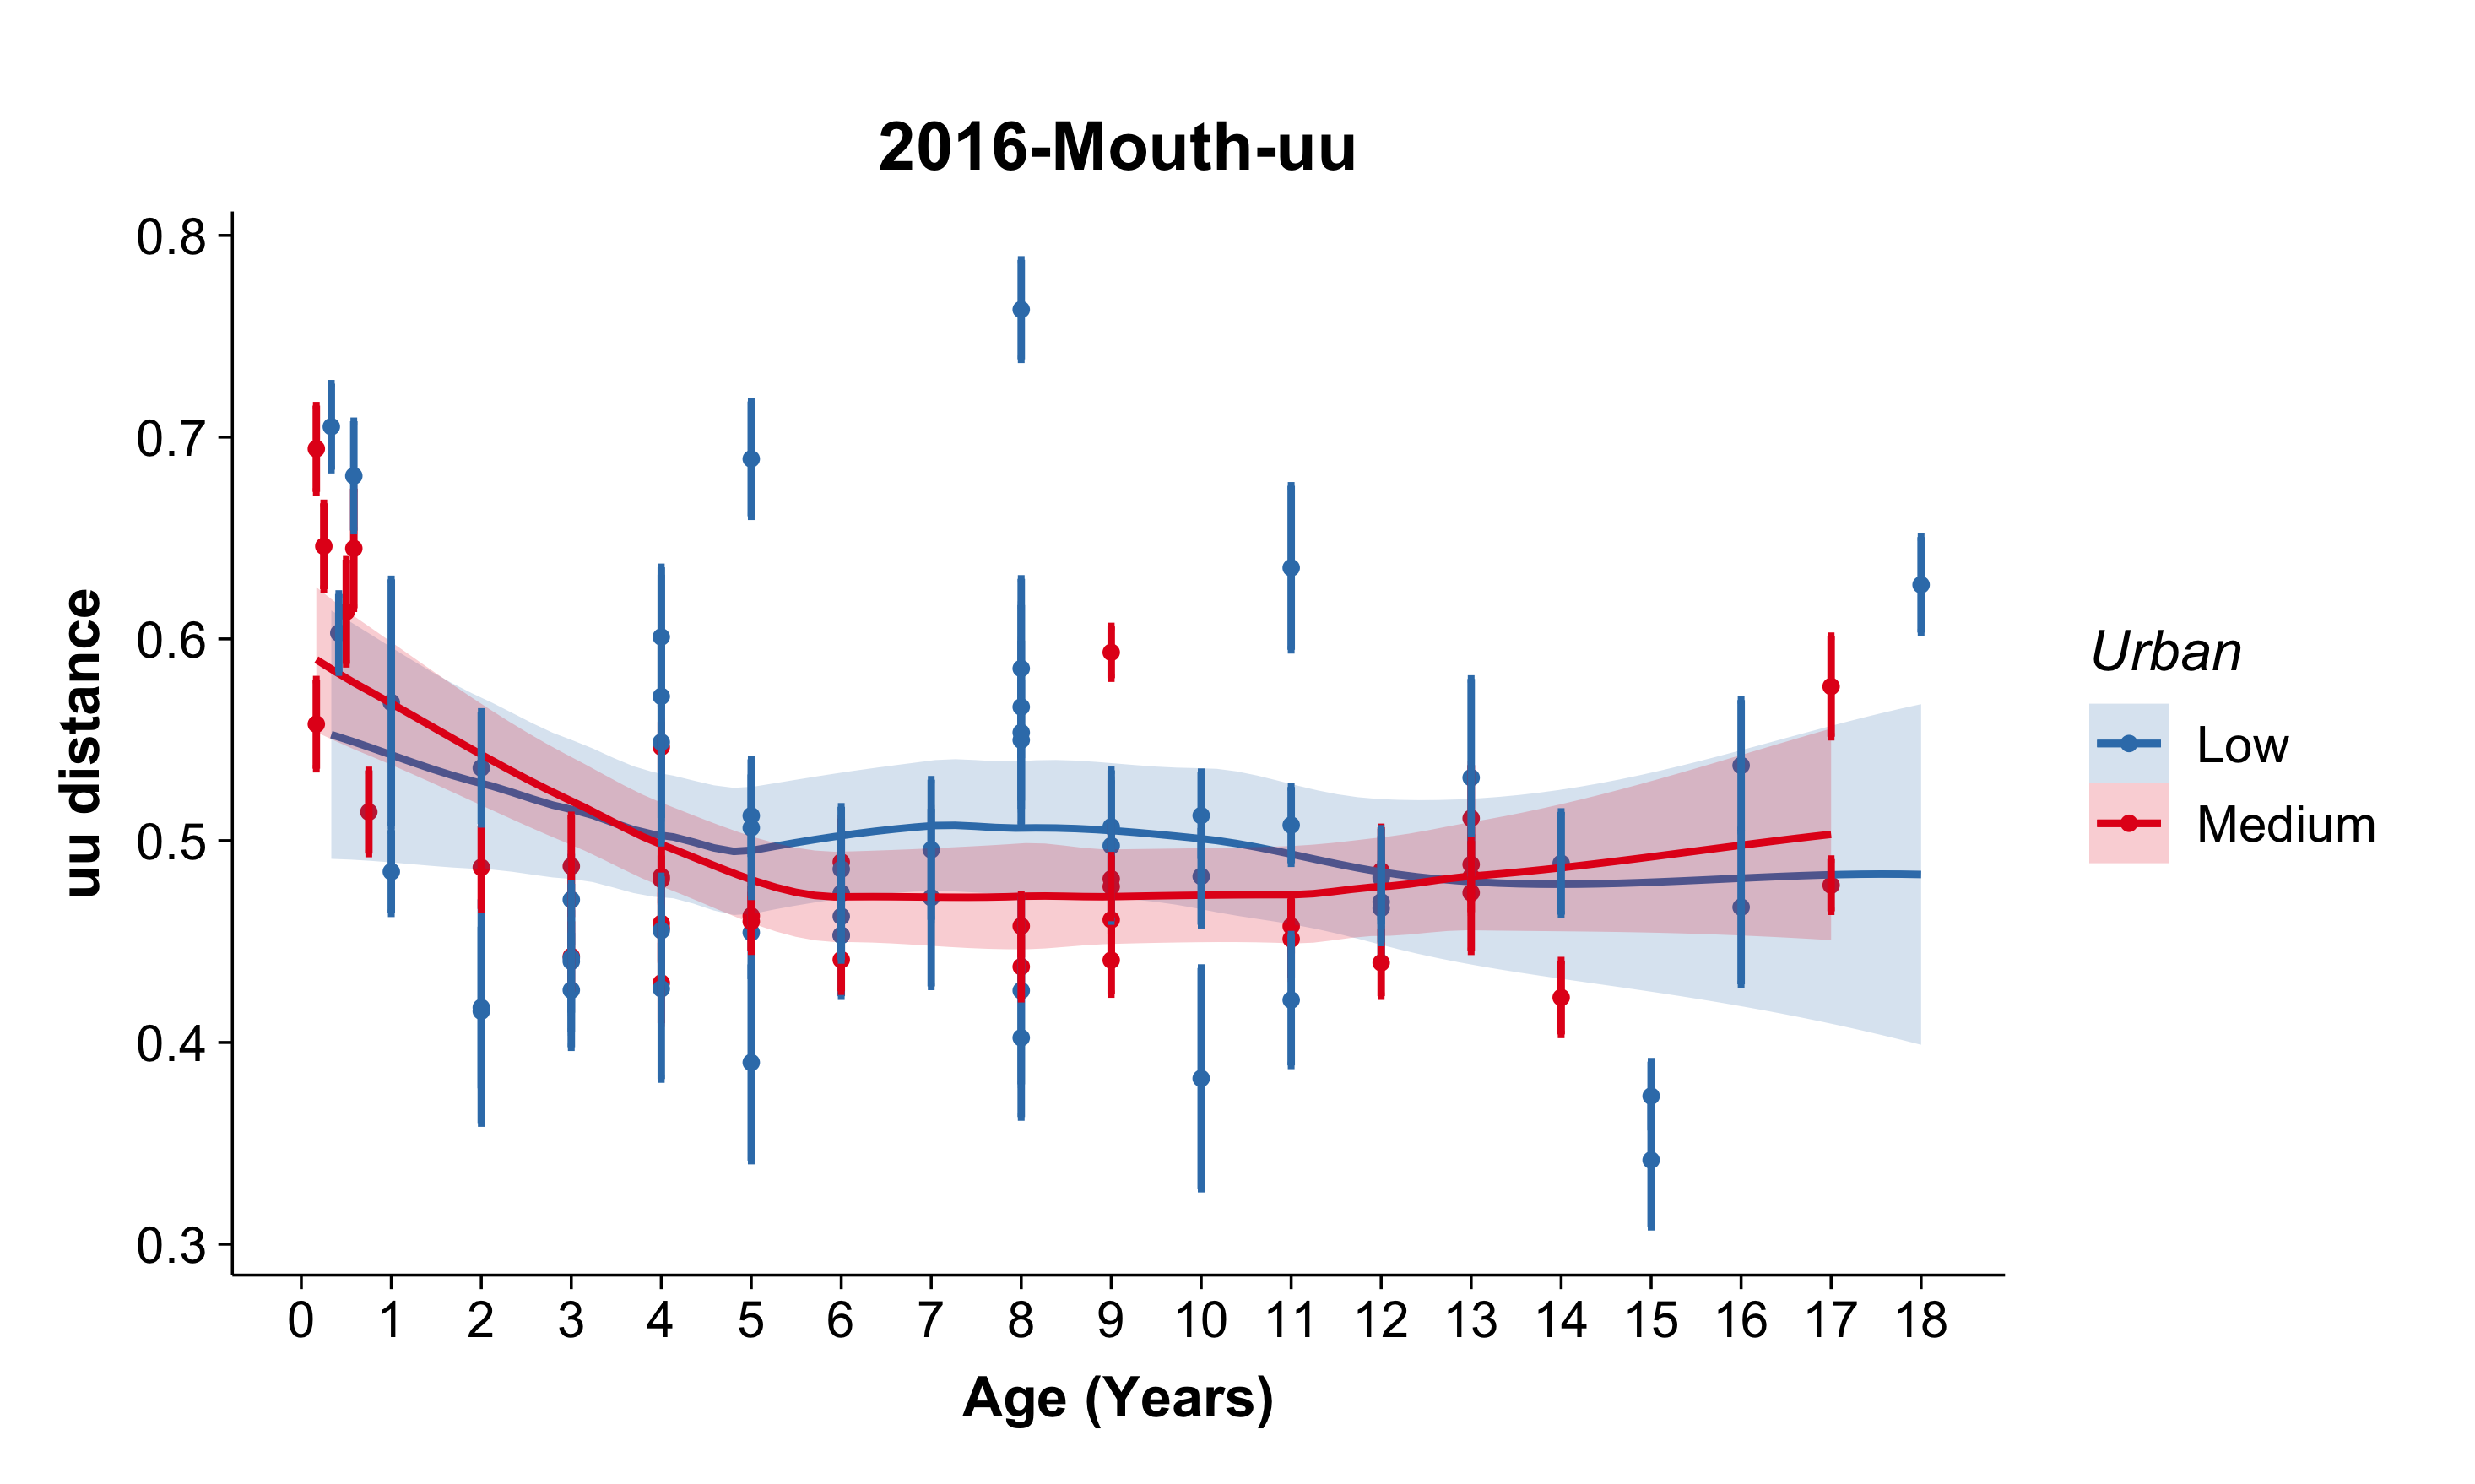 2016-Mouth-uu
uu distance
0.8
0.7
0.6
0.5
0.4
0.3
0 1 2 3 4 5 6 7 8 9 10 11 12 13 14 15 16 17 18
Age (Years)
Urban
Low
Medium